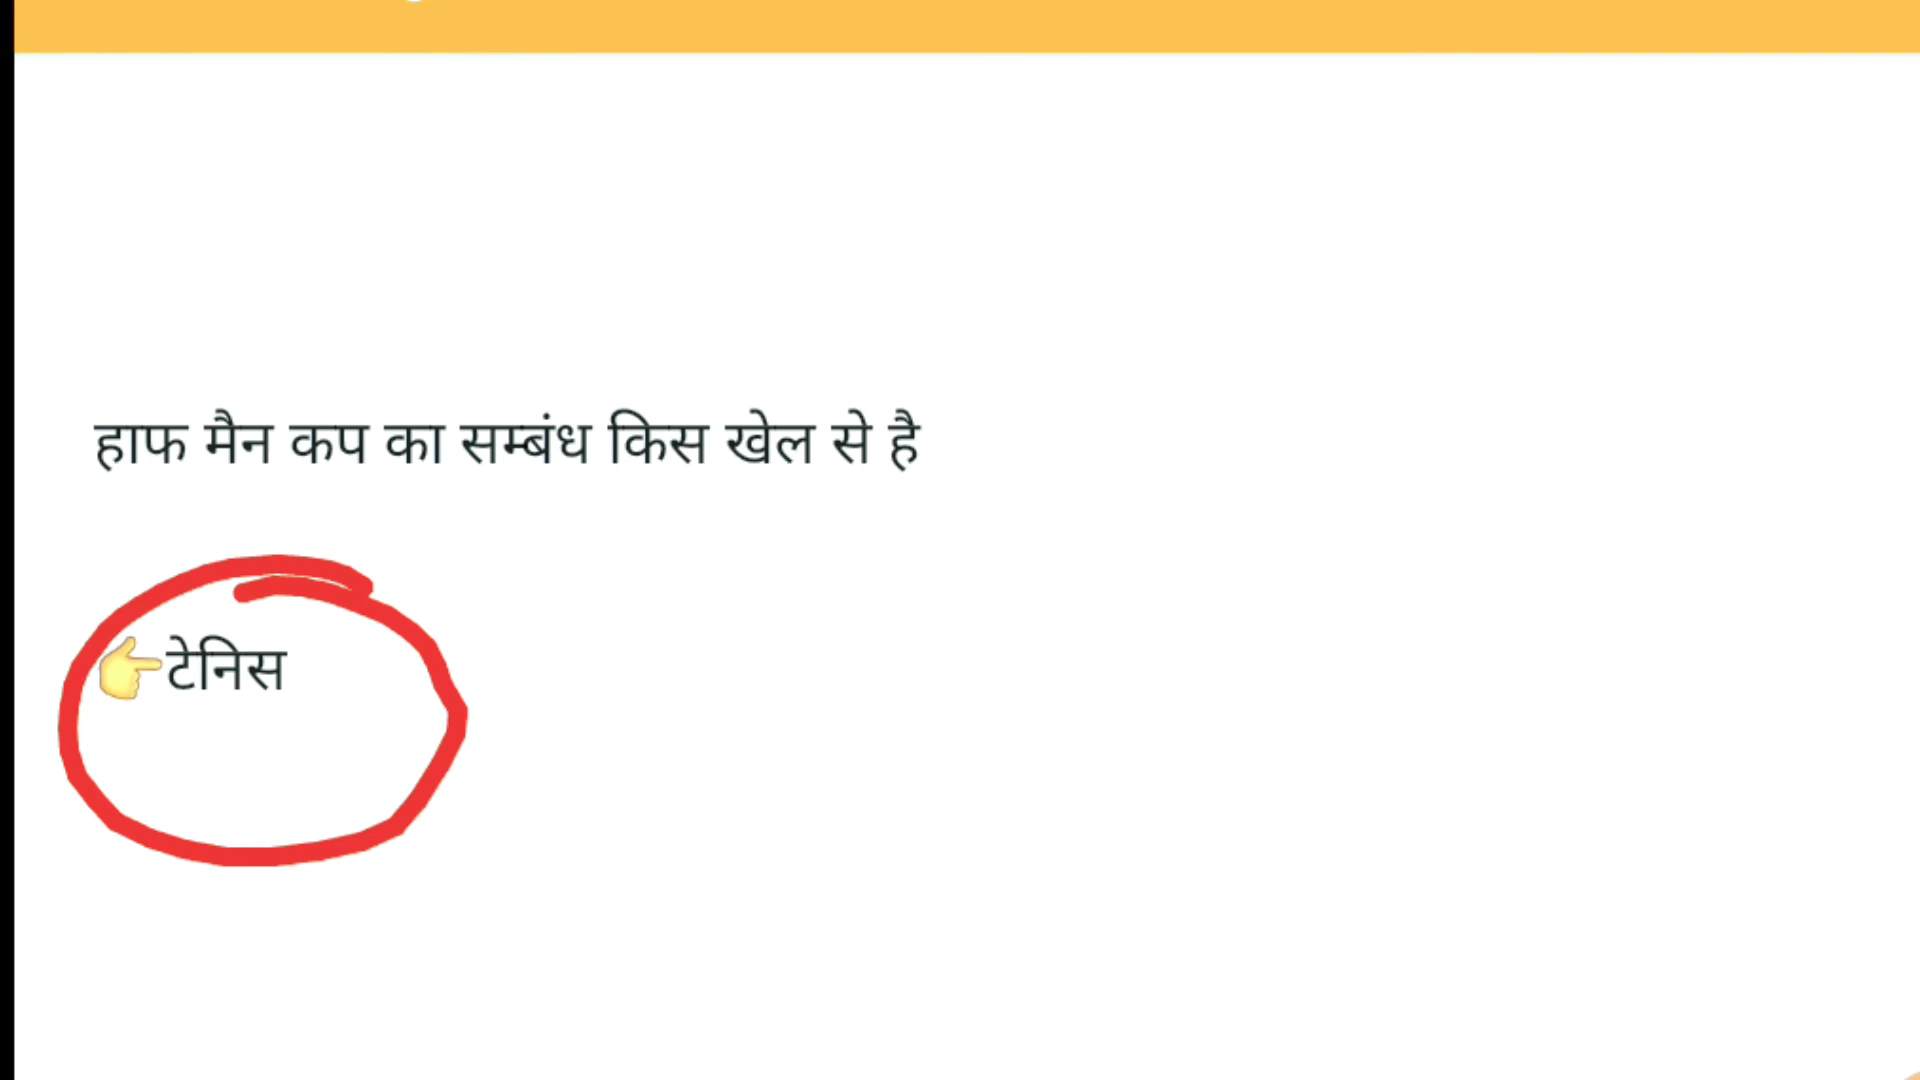 हाफ मैन कप का सम्बंध किस खेल से है
👉टेनिस